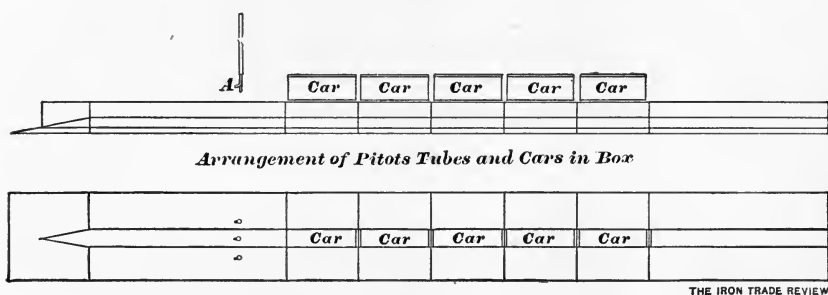 A
Car Car Car Car Car
Arrangement of Pitots Tubes and Cars in Box
Car Car Car Car Car
THE IRON TRADE REVIEW